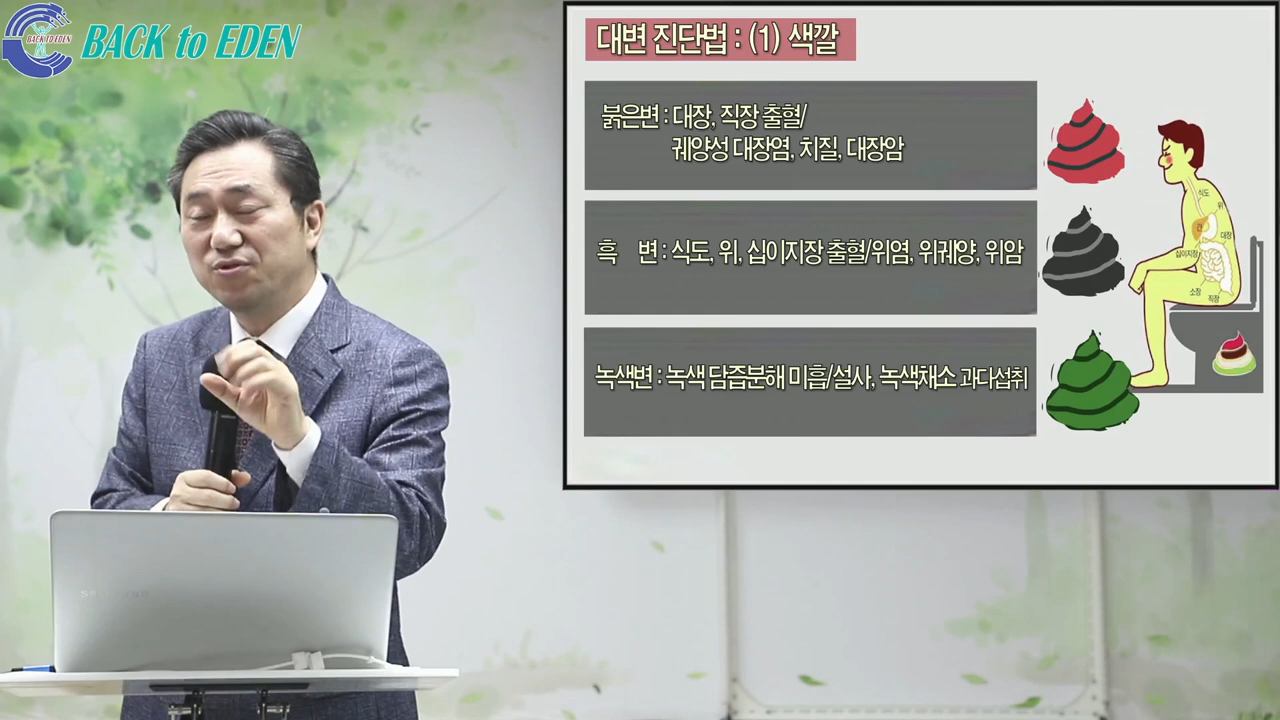 BACK TO EDEN
BACK to EDEN
대변 진단법 : (1) 색깔
붉은변 : 대장, 직장 출혈/
궤양성 대장염, 치질, 대장암
흑 변 : 식도, 위, 십이지장 출혈/위염, 위궤양, 위암
녹색변 : 녹색 담즙분해 미흡/설사, 녹색채소 과다섭취
식도
위
간
대장
십이지장
소장
직장
SAMSUNG